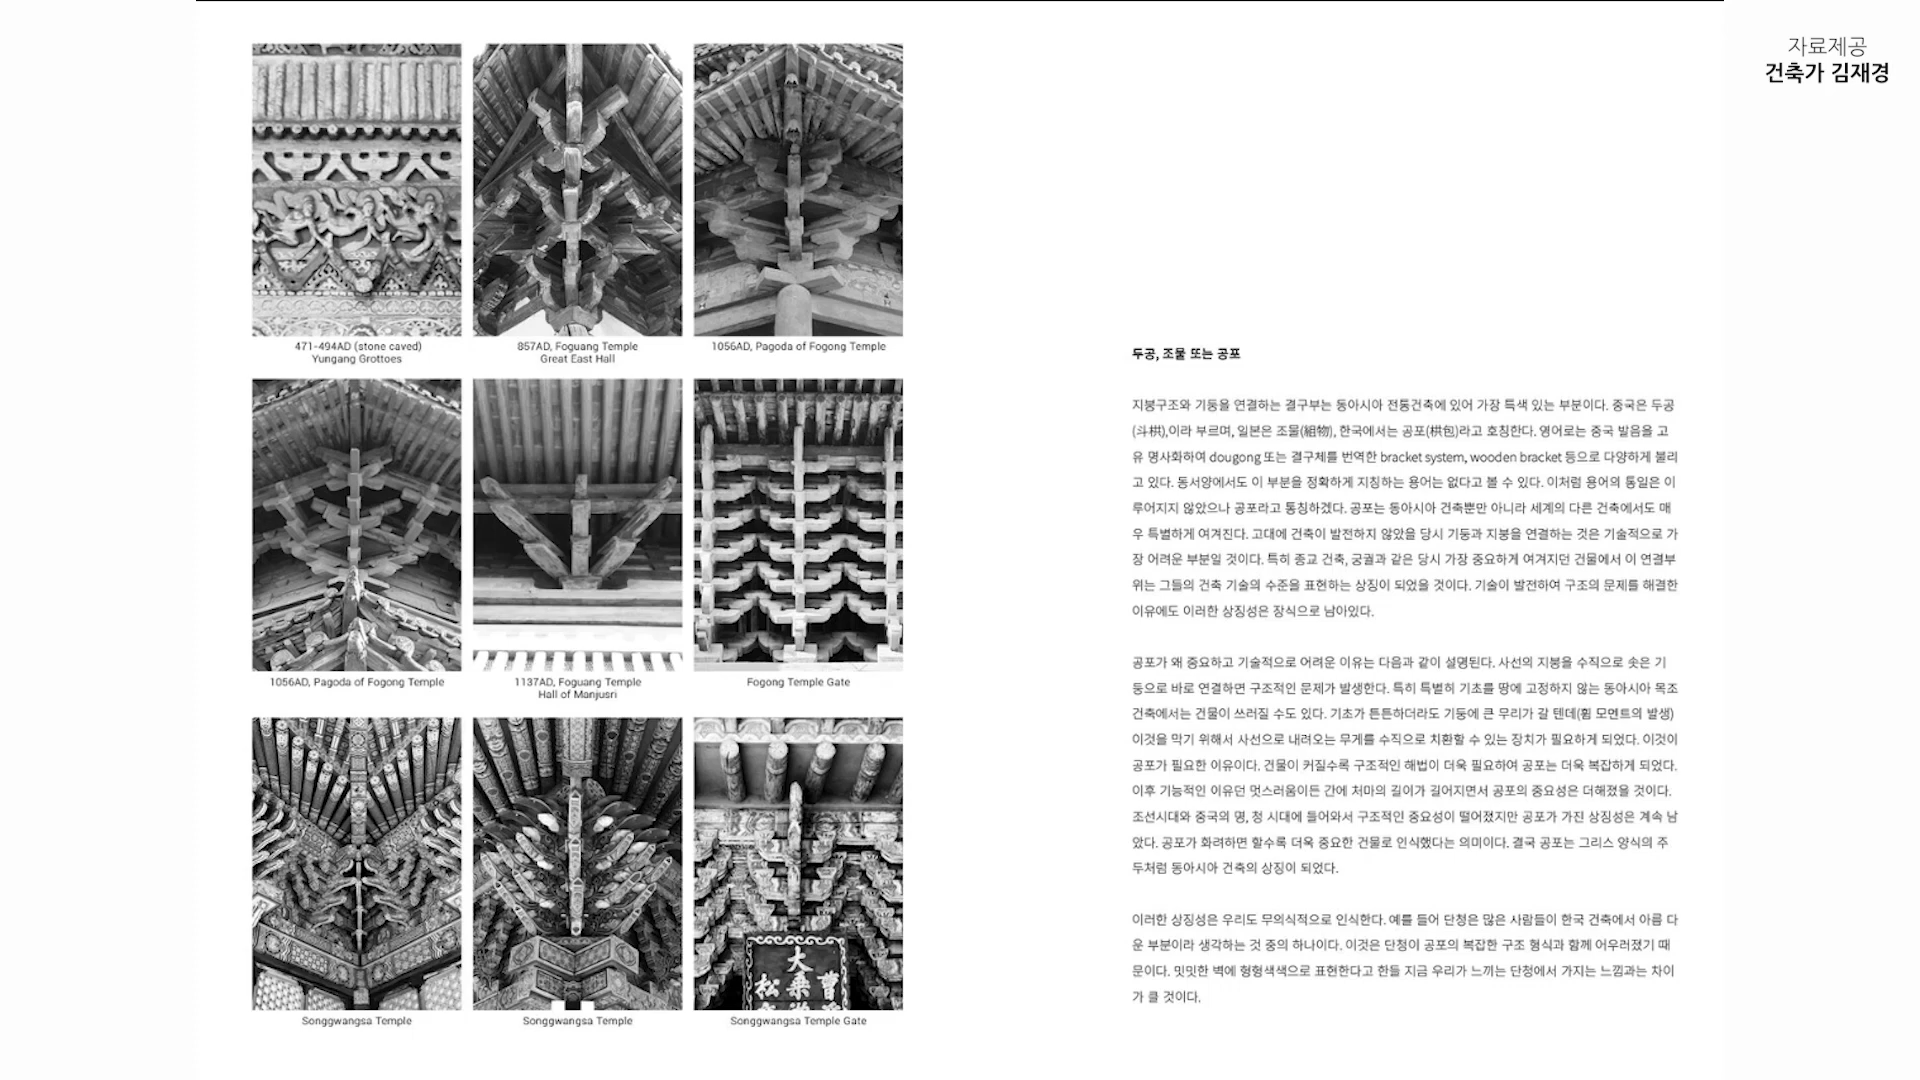 자료제공
건축가 김재경
471-494AD (stone caved)
Yungang Grottoes
857AD, Foguang Temple
Great East Hall
1056AD, Pagoda of Fogong Temple
1056AD, Pagoda of Fogong Temple
1137AD, Foguang Temple
Hall of Manjusri
Fogong Temple Gate
大
乘
曹
松
Songgwangsa Temple
Songgwangsa Temple
Songgwangsa Temple Gate
두공, 조물 또는 공포
지붕구조와 기둥을 연결하는 결구부는 동아시아 전통건축에 있어 가장 특색 있는 부분이다. 중국은 두공
(斗栱),이라 부르며, 일본은 조물(組物), 한국에서는 공포(栱包)라고 호칭한다. 영어로는 중국 발음을 고
유 명사화하여 dougong 또는 결구체를 번역한 bracket system, wooden bracket 등으로 다양하게 불리
고 있다. 동서양에서도 이 부분을 정확하게 지칭하는 용어는 없다고 볼 수 있다. 이처럼 용어의 통일은 이
루어지지 않았으나 공포라고 통칭하겠다. 공포는 동아시아 건축뿐만 아니라 세계의 다른 건축에서도 매
우 특별하게 여겨진다. 고대에 건축이 발전하지 않았을 당시 기둥과 지붕을 연결하는 것은 기술적으로 가
장 어려운 부분일 것이다. 특히 종교 건축, 궁궐과 같은 당시 가장 중요하게 여겨지던 건물에서 이 연결부
위는 그들의 건축 기술의 수준을 표현하는 상징이 되었을 것이다. 기술이 발전하여 구조의 문제를 해결한
이유에도 이러한 상징성은 장식으로 남아있다.
공포가 왜 중요하고 기술적으로 어려운 이유는 다음과 같이 설명된다. 사선의 지붕을 수직으로 솟은 기
둥으로 바로 연결하면 구조적인 문제가 발생한다. 특히 특별히 기초를 땅에 고정하지 않는 동아시아 목조
건축에서는 건물이 쓰러질 수도 있다. 기초가 튼튼하더라도 기둥에 큰 무리가 갈 텐데(휨 모멘트의 발생)
이것을 막기 위해서 사선으로 내려오는 무게를 수직으로 치환할 수 있는 장치가 필요하게 되었다. 이것이
공포가 필요한 이유이다. 건물이 커질수록 구조적인 해법이 더욱 필요하여 공포는 더욱 복잡하게 되었다.
이후 기능적인 이유던 멋스러움이든 간에 처마의 길이가 길어지면서 공포의 중요성은 더해졌을 것이다.
조선시대와 중국의 명, 청 시대에 들어와서 구조적인 중요성이 떨어졌지만 공포가 가진 상징성은 계속 남
았다. 공포가 화려하면 할수록 더욱 중요한 건물로 인식했다는 의미이다. 결국 공포는 그리스 양식의 주
두처럼 동아시아 건축의 상징이 되었다.
이러한 상징성은 우리도 무의식적으로 인식한다. 예를 들어 단청은 많은 사람들이 한국 건축에서 아름 다
운 부분이라 생각하는 것 중의 하나이다. 이것은 단청이 공포의 복잡한 구조 형식과 함께 어우러졌기 때
문이다. 밋밋한 벽에 형형색색으로 표현한다고 한들 지금 우리가 느끼는 단청에서 가지는 느낌과는 차이
가 클 것이다.